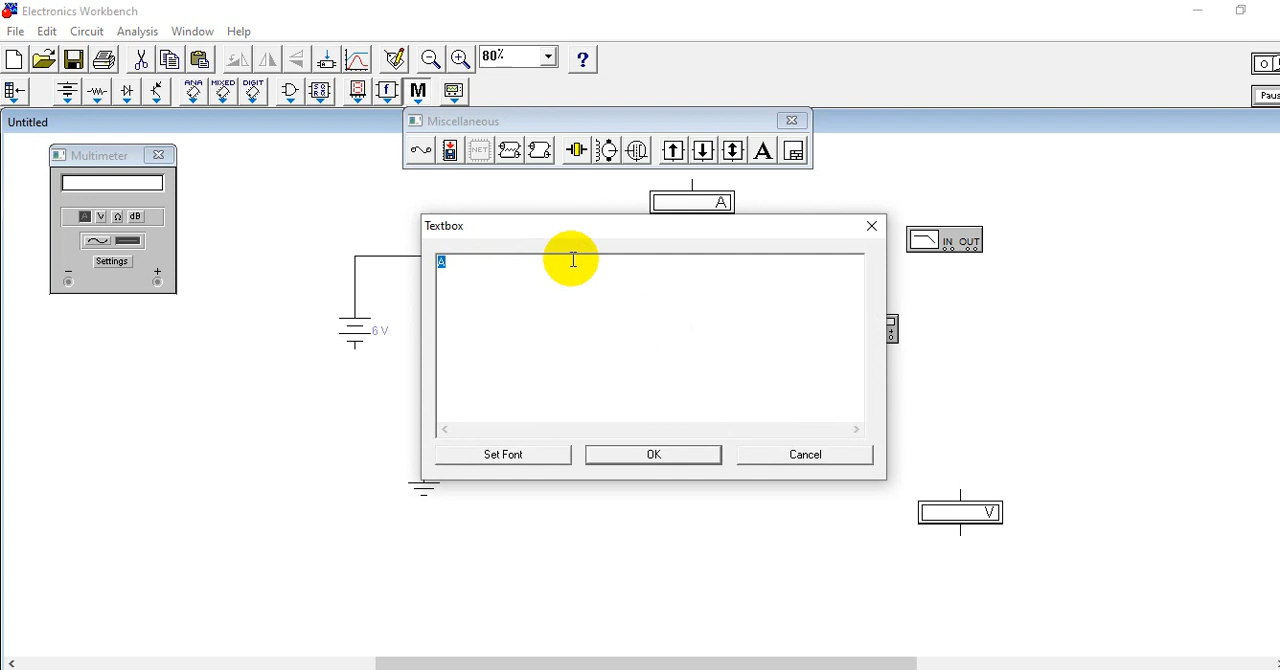 Electronics Workbench
File Edit Circuit Analysis Window Help
80%
?
ANA MIXED DIGIT
f M
Paus
Untitled
Miscellaneous
NET
A
Multimeter
A V Ω dB
Settings
A
IN OUT
Textbox
A
6 V
Set Font OK Cancel
V